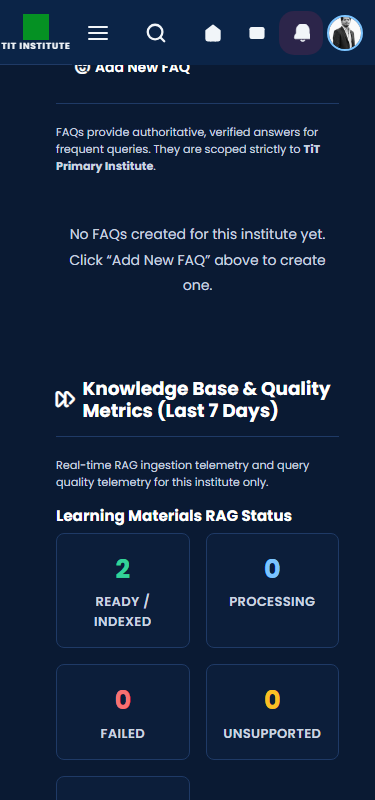 TIT INSTITUTE
Add New FAQ
FAQs provide authoritative, verified answers for
frequent queries. They are scoped strictly to TiT
Primary Institute.
No FAQs created for this institute yet.
Click “Add New FAQ” above to create
one.
Knowledge Base & Quality
Metrics (Last 7 Days)
Real-time RAG ingestion telemetry and query
quality telemetry for this institute only.
Learning Materials RAG Status
2
READY /
INDEXED
0
PROCESSING
0
FAILED
0
UNSUPPORTED